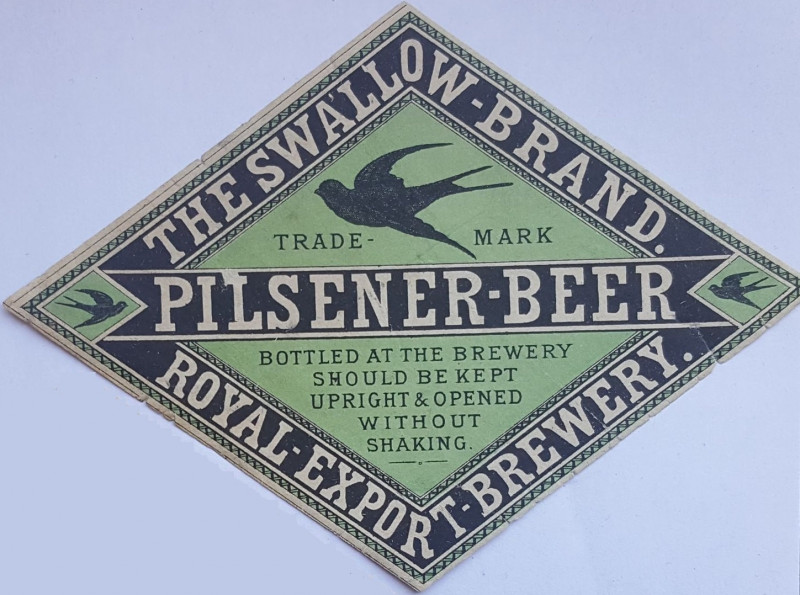 THE SWALLOW-BRAND.
TRADE- MARK
PILSENER-BEER
BOTTLED AT THE BREWERY
SHOULD BE KEPT
UPRIGHT & OPENED
WITHOUT
SHAKING.
ROYAL-EXPORT-BREWERY.